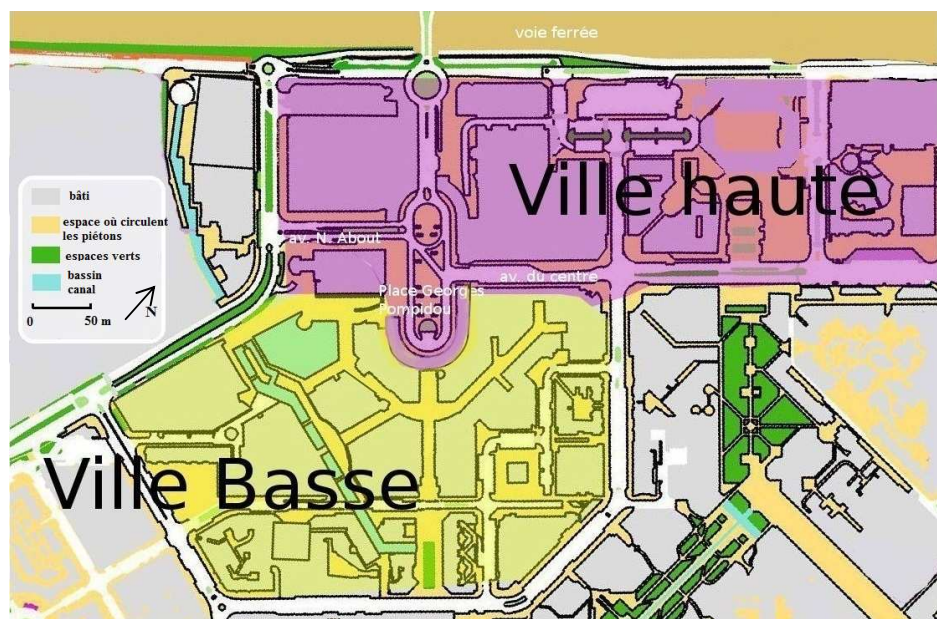 voie ferrée
Ville haute
bâti
espace où circulent
les piétons
espaces verts
bassin
canal
N
0 50 m
av. N. About
av. du centre
Place Georges
Pompidou
Ville Basse